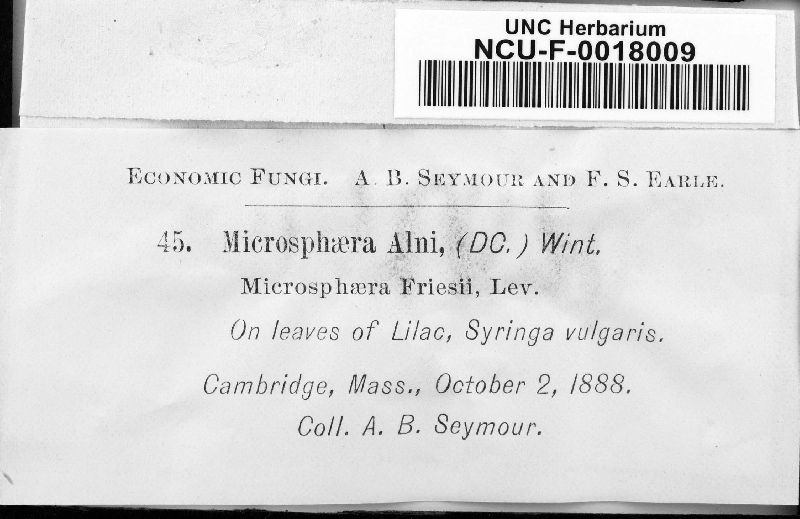 UNC Herbarium
NCU-F-0018009
ECONOMIC FUNGI. A. B. SEYMOUR AND F. S. EARLE.
45. Microsphæra Alni, (DC.) Wint.
Microsphæra Friesii, Lev.
On leaves of Lilac, Syringa vulgaris.
Cambridge, Mass., October 2, 1888.
Coll. A. B. Seymour.